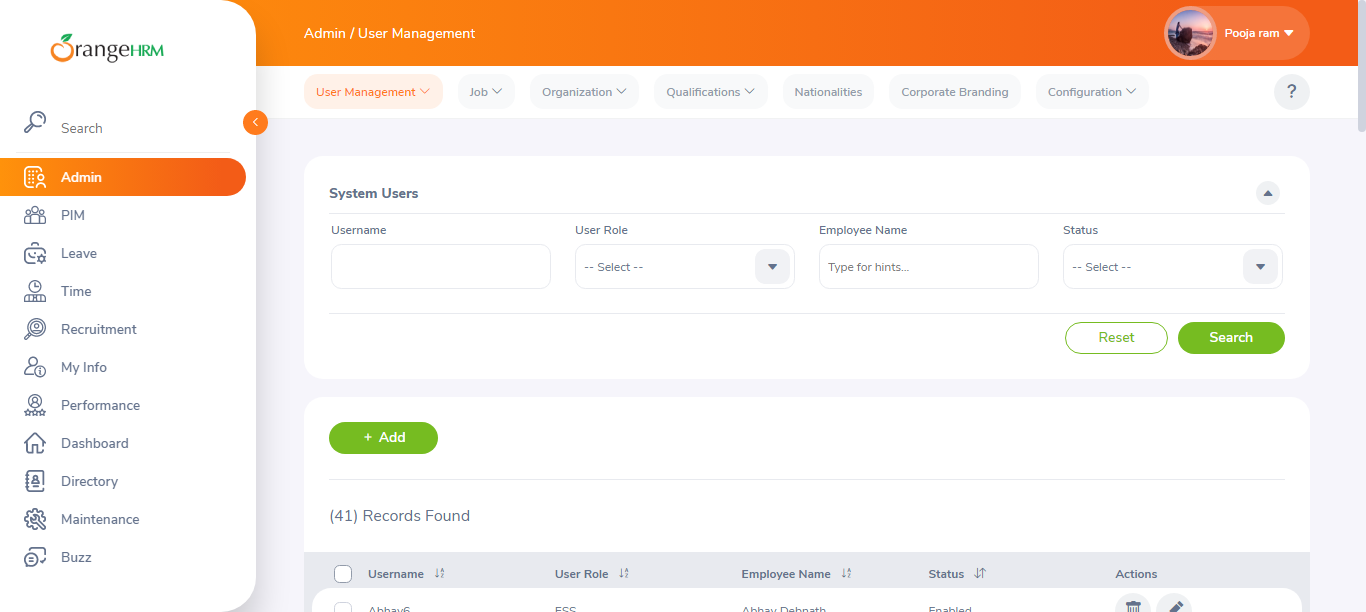 OrangeHRM
Admin / User Management
Pooja ram
User Management
Job
Organization
Qualifications
Nationalities
Corporate Branding
Configuration
?
Search
Admin
PIM
Leave
Time
Recruitment
My Info
Performance
Dashboard
Directory
Maintenance
Buzz
System Users
Username
User Role
Employee Name
Status
-- Select --
Type for hints...
-- Select --
Reset
Search
+ Add
(41) Records Found
Username
User Role
Employee Name
Status
Actions
Abhay6
ESS
Abhay Debnath
Enabled